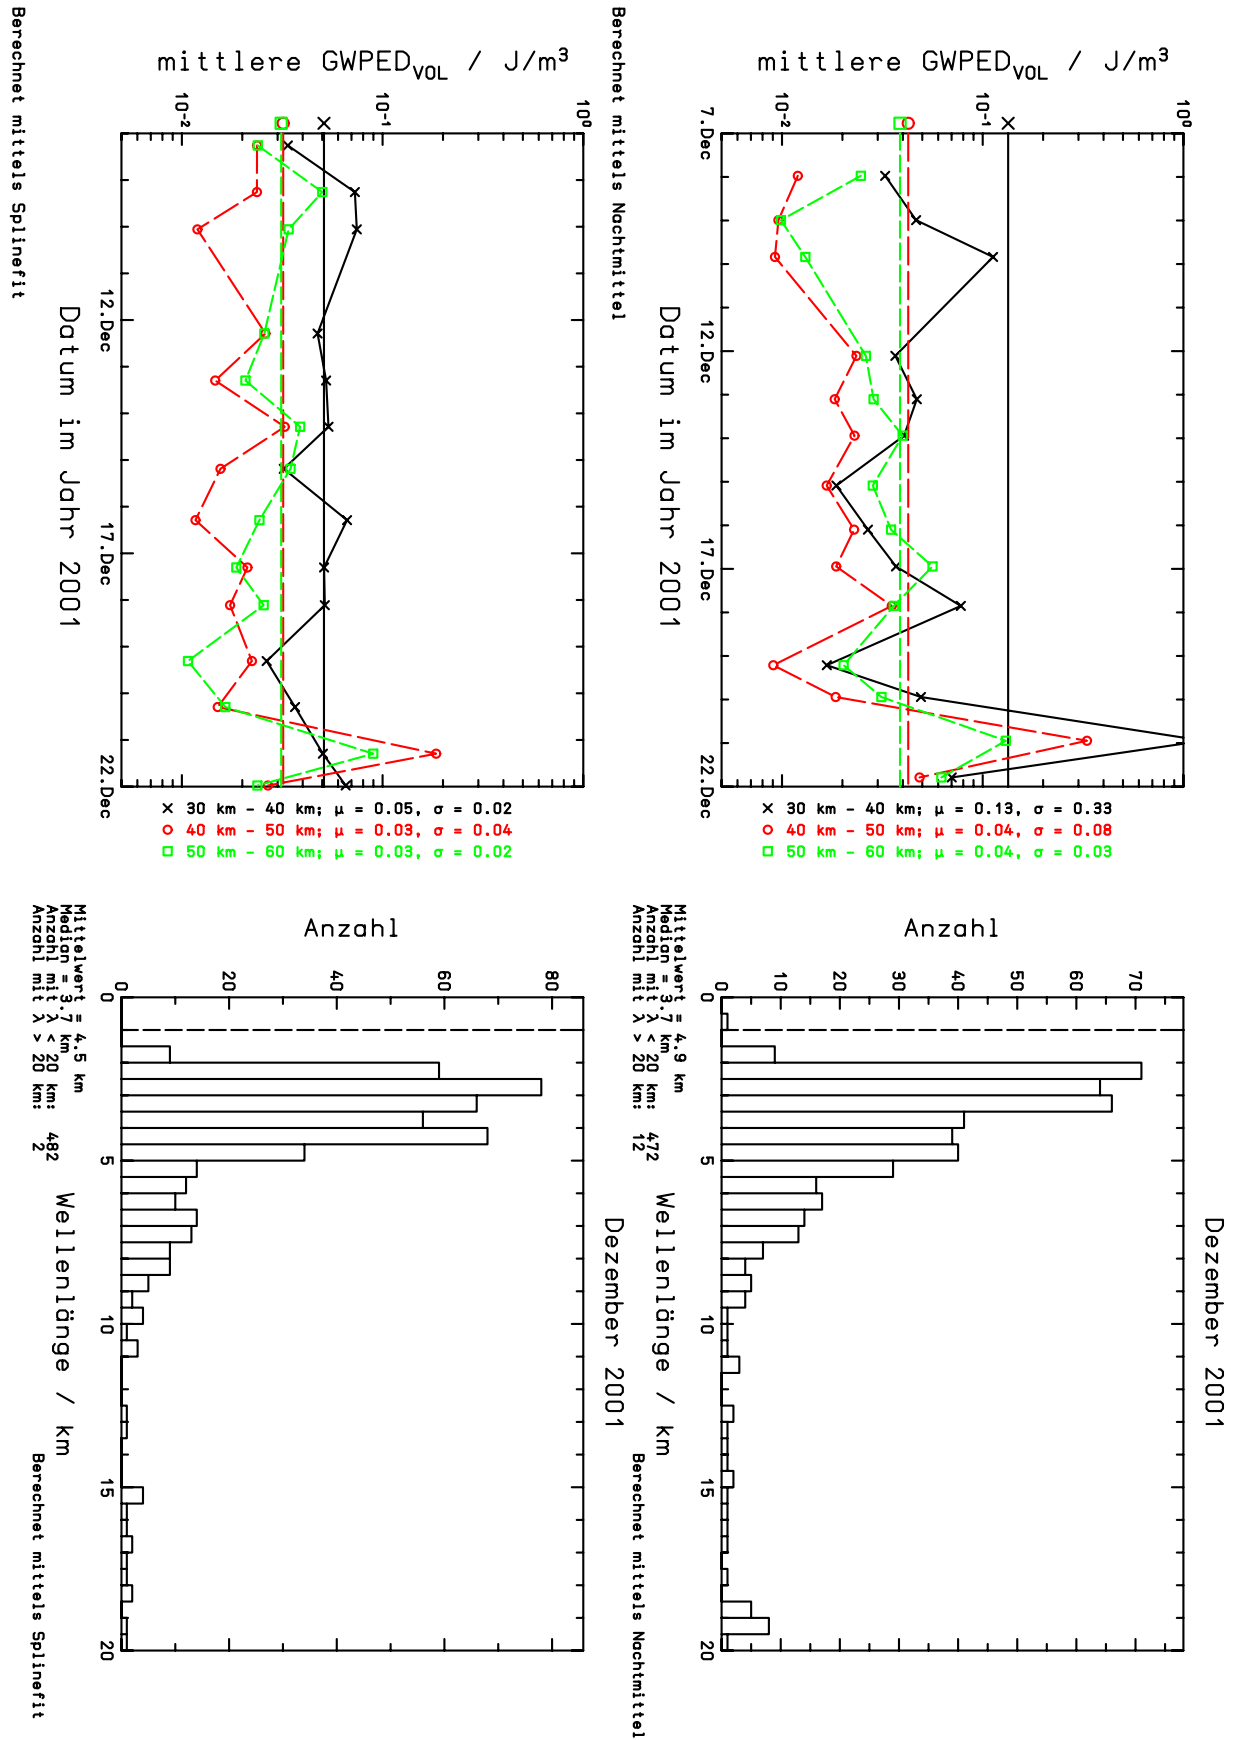 Dezember 2001
mittlere GWPED_VOL / J/m³
10⁻² 10⁻¹ 10⁰
7.Dec 12.Dec 17.Dec 22.Dec
Datum im Jahr 2001
× 30 km - 40 km; μ = 0.13, σ = 0.33
○ 40 km - 50 km; μ = 0.04, σ = 0.08
□ 50 km - 60 km; μ = 0.04, σ = 0.03
Berechnet mittels Nachtmittel
Anzahl
0 10 20 30 40 50 60 70
0 5 10 15 20
Wellenlänge / km
Mittelwert = 4.9 km
Median = 3.7 km
Anzahl mit λ < 20 km: 472
Anzahl mit λ > 20 km: 12
Berechnet mittels Nachtmittel
Dezember 2001
mittlere GWPED_VOL / J/m³
10⁻² 10⁻¹ 10⁰
12.Dec 17.Dec 22.Dec
Datum im Jahr 2001
× 30 km - 40 km; μ = 0.05, σ = 0.02
○ 40 km - 50 km; μ = 0.03, σ = 0.04
□ 50 km - 60 km; μ = 0.03, σ = 0.02
Berechnet mittels Splinefit
Anzahl
0 20 40 60 80
0 5 10 15 20
Wellenlänge / km
Mittelwert = 4.5 km
Median = 3.7 km
Anzahl mit λ < 20 km: 482
Anzahl mit λ > 20 km: 2
Berechnet mittels Splinefit